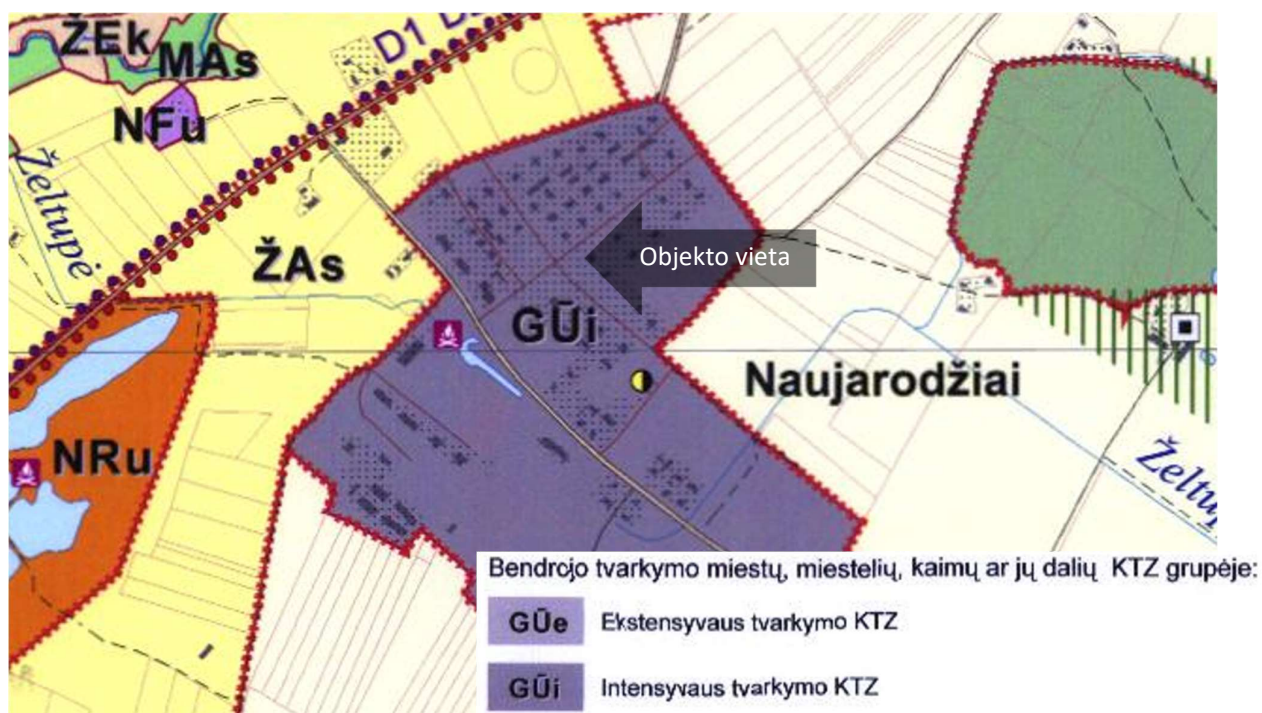 ŽEk
MAs
D1
NFu
Želtupė
ŽAs
Objekto vieta
GŪi
Naujarodžiai
NRu
Bendrojo tvarkymo miestų, miestelių, kaimų ar jų dalių KTZ grupėje:
GŪe Ekstensyvaus tvarkymo KTZ
GŪi Intensyvaus tvarkymo KTZ